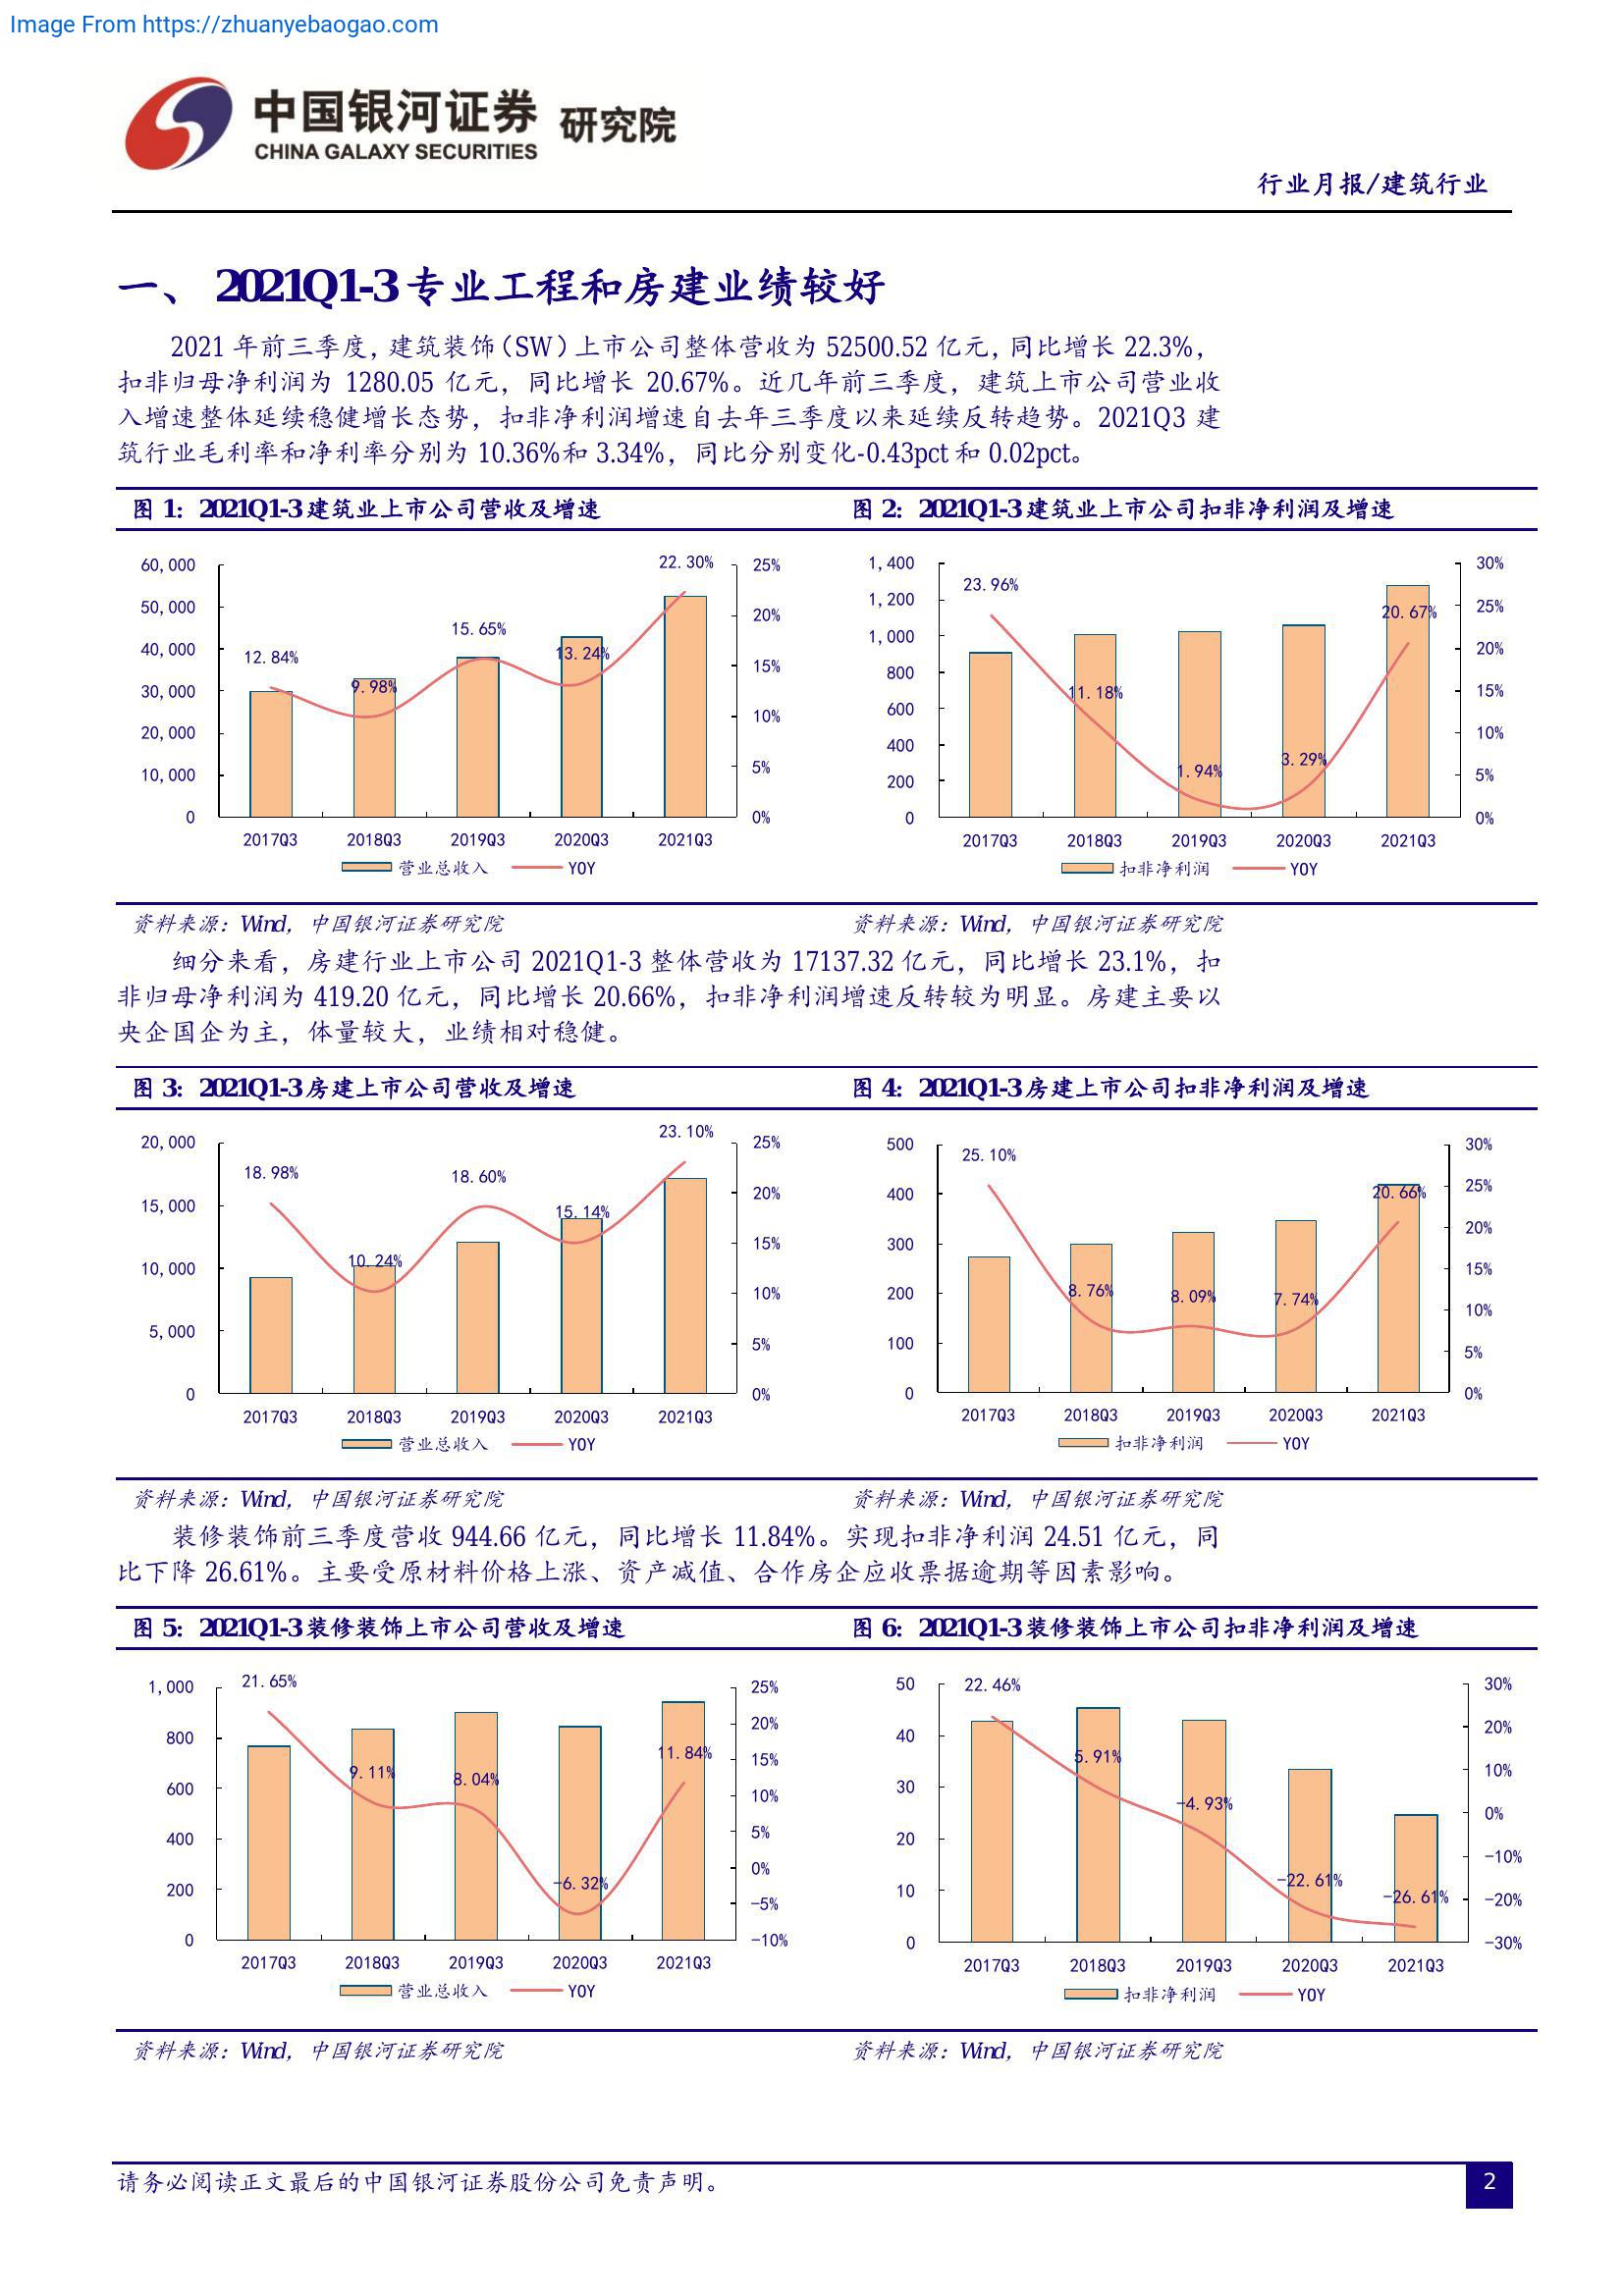 Image From https://zhuanyebaogao.com
中国银河证券 研究院
CHINA GALAXY SECURITIES
行业月报/建筑行业
一、 2021Q1-3 专业工程和房建业绩较好
2021 年前三季度，建筑装饰（SW）上市公司整体营收为 52500.52 亿元，同比增长 22.3%，
扣非归母净利润为 1280.05 亿元，同比增长 20.67%。近几年前三季度，建筑上市公司营业收
入增速整体延续稳健增长态势，扣非净利润增速自去年三季度以来延续反转趋势。2021Q3 建
筑行业毛利率和净利率分别为 10.36%和 3.34%，同比分别变化-0.43pct 和 0.02pct。
图 1：2021Q1-3 建筑业上市公司营收及增速
60,000
50,000
40,000
30,000
20,000
10,000
0
12.84%
9.98%
15.65%
13.24%
22.30%
25%
20%
15%
10%
5%
0%
2017Q3 2018Q3 2019Q3 2020Q3 2021Q3
营业总收入 YOY
资料来源：Wind，中国银河证券研究院
图 2：2021Q1-3 建筑业上市公司扣非净利润及增速
1,400
1,200
1,000
800
600
400
200
0
23.96%
11.18%
1.94%
3.29%
20.67%
30%
25%
20%
15%
10%
5%
0%
2017Q3 2018Q3 2019Q3 2020Q3 2021Q3
扣非净利润 YOY
资料来源：Wind，中国银河证券研究院
细分来看，房建行业上市公司 2021Q1-3 整体营收为 17137.32 亿元，同比增长 23.1%，扣
非归母净利润为 419.20 亿元，同比增长 20.66%，扣非净利润增速反转较为明显。房建主要以
央企国企为主，体量较大，业绩相对稳健。
图 3：2021Q1-3 房建上市公司营收及增速
20,000
15,000
10,000
5,000
0
18.98%
10.24%
18.60%
15.14%
23.10%
25%
20%
15%
10%
5%
0%
2017Q3 2018Q3 2019Q3 2020Q3 2021Q3
营业总收入 YOY
资料来源：Wind，中国银河证券研究院
图 4：2021Q1-3 房建上市公司扣非净利润及增速
500
400
300
200
100
0
25.10%
8.76%
8.09%
7.74%
20.66%
30%
25%
20%
15%
10%
5%
0%
2017Q3 2018Q3 2019Q3 2020Q3 2021Q3
扣非净利润 YOY
资料来源：Wind，中国银河证券研究院
装修装饰前三季度营收 944.66 亿元，同比增长 11.84%。实现扣非净利润 24.51 亿元，同
比下降 26.61%。主要受原材料价格上涨、资产减值、合作房企应收票据逾期等因素影响。
图 5：2021Q1-3 装修装饰上市公司营收及增速
1,000
800
600
400
200
0
21.65%
9.11%
8.04%
-6.32%
11.84%
25%
20%
15%
10%
5%
0%
-5%
-10%
2017Q3 2018Q3 2019Q3 2020Q3 2021Q3
营业总收入 YOY
资料来源：Wind，中国银河证券研究院
图 6：2021Q1-3 装修装饰上市公司扣非净利润及增速
50
40
30
20
10
0
22.46%
5.91%
-4.93%
-22.61%
-26.61%
30%
20%
10%
0%
-10%
-20%
-30%
2017Q3 2018Q3 2019Q3 2020Q3 2021Q3
扣非净利润 YOY
资料来源：Wind，中国银河证券研究院
请务必阅读正文最后的中国银河证券股份公司免责声明。
2